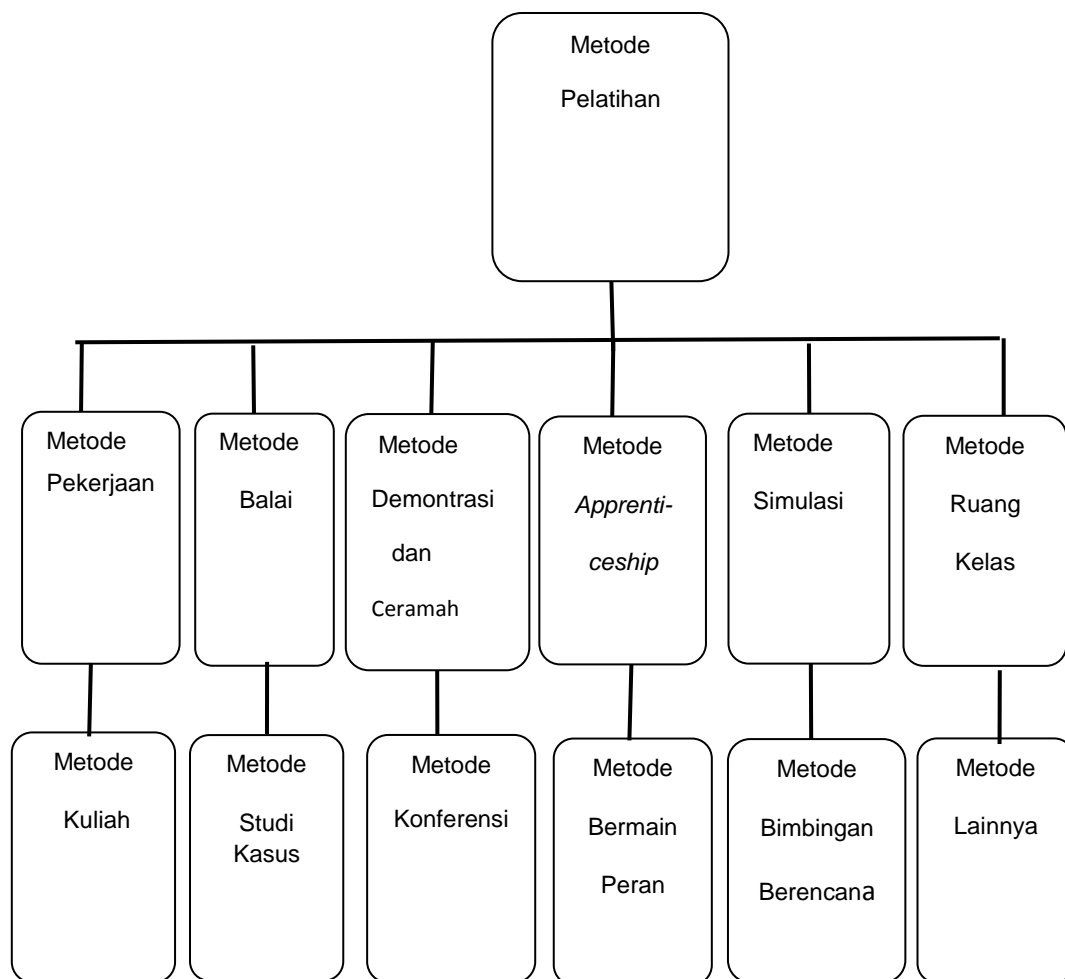 Metode
Pelatihan
Metode
Pekerjaan
Metode
Balai
Metode
Demontrasi
dan
Ceramah
Metode
Apprenti-
ceship
Metode
Simulasi
Metode
Ruang
Kelas
Metode
Kuliah
Metode
Studi
Kasus
Metode
Konferensi
Metode
Bermain
Peran
Metode
Bimbingan
Berencana
Metode
Lainnya